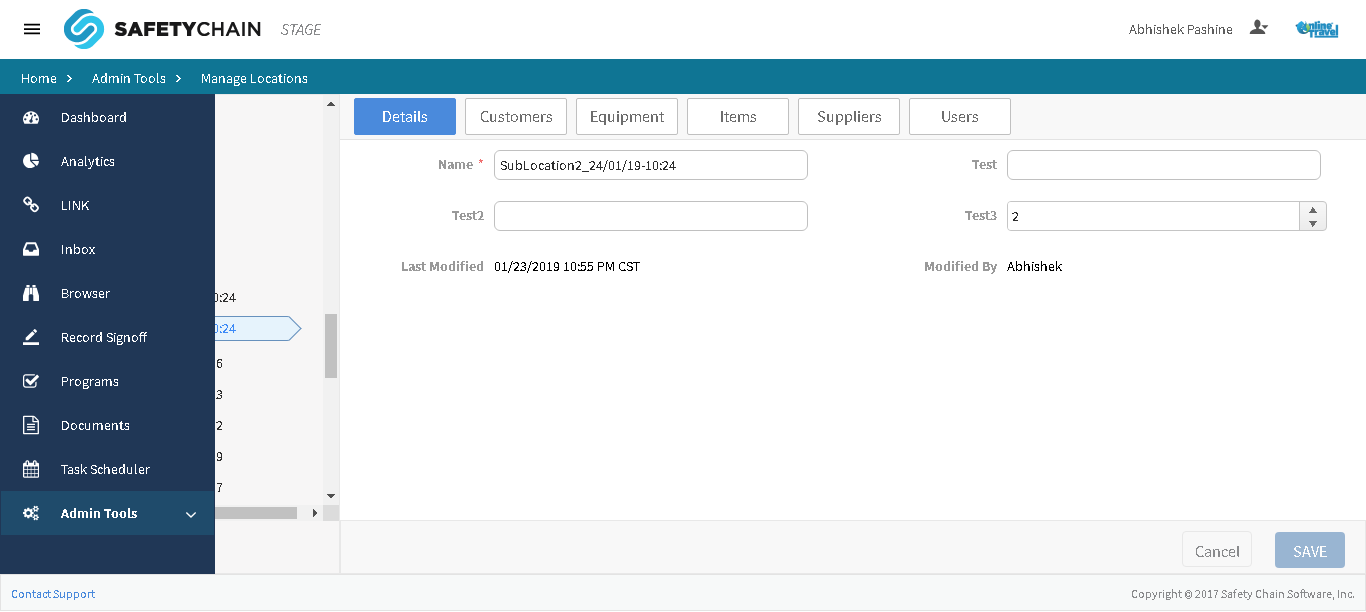 SAFETYCHAIN STAGE
Abhishek Pashine
Online Travel
Home > Admin Tools > Manage Locations
Dashboard
Analytics
LINK
Inbox
Browser
Record Signoff
Programs
Documents
Task Scheduler
Admin Tools
0:24
0:24
6
3
2
9
7
Details Customers Equipment Items Suppliers Users
Name * SubLocation2_24/01/19-10:24 Test
Test2 Test3 2
Last Modified 01/23/2019 10:55 PM CST Modified By Abhishek
Cancel SAVE
Contact Support
Copyright © 2017 Safety Chain Software, Inc.